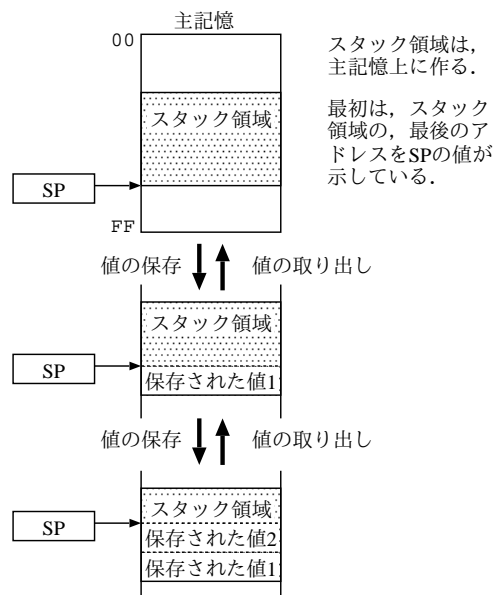 主記憶
00
スタック領域は，
主記憶上に作る．
最初は，スタック
領域の，最後のア
ドレスをSPの値が
示している．
スタック領域
SP
FF
値の保存
値の取り出し
スタック領域
SP
保存された値1
値の保存
値の取り出し
スタック領域
SP
保存された値2
保存された値1